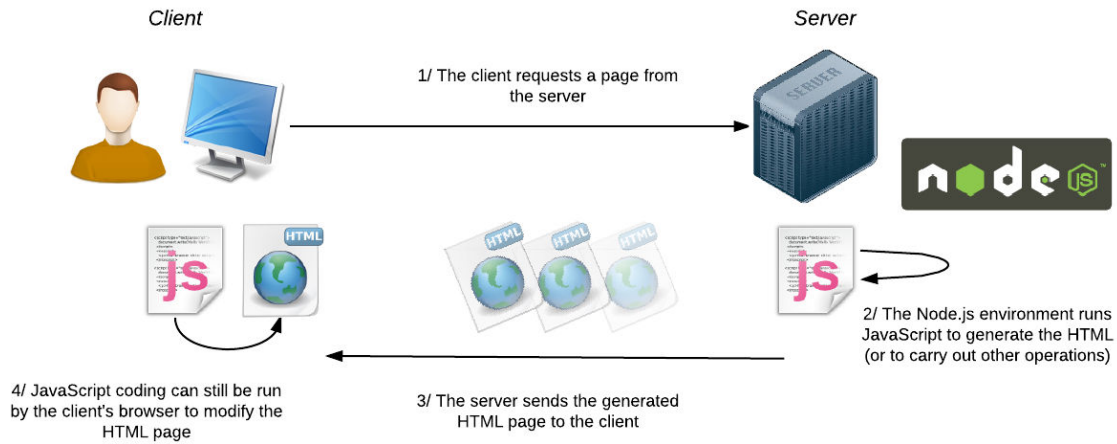 Client
Server
1/ The client requests a page from
the server
SERVER
node
JS
™
js
HTML
HTML
HTML
HTML
js
2/ The Node.js environment runs
JavaScript to generate the HTML
(or to carry out other operations)
4/ JavaScript coding can still be run
by the client's browser to modify the
HTML page
3/ The server sends the generated
HTML page to the client